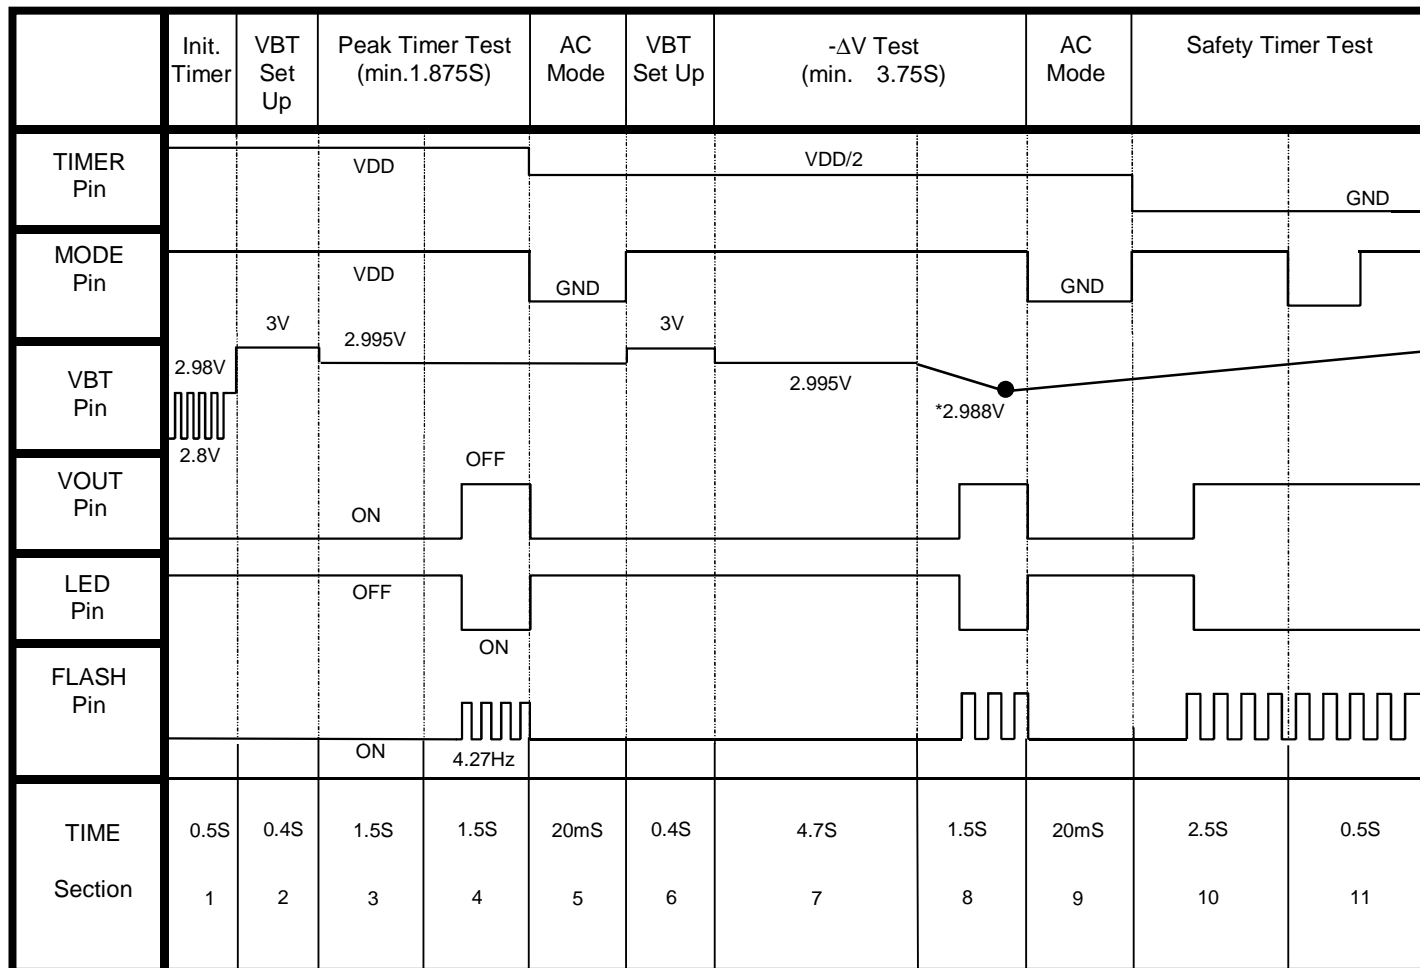 Init.
Timer
VBT
Set
Up
Peak Timer Test
(min.1.875S)
AC
Mode
VBT
Set Up
-ΔV Test
(min. 3.75S)
AC
Mode
Safety Timer Test
TIMER
Pin
VDD
VDD/2
GND
MODE
Pin
VDD
GND
GND
VBT
Pin
2.98V
2.8V
3V
2.995V
3V
2.995V
*2.988V
VOUT
Pin
ON
OFF
LED
Pin
OFF
ON
FLASH
Pin
ON
4.27Hz
TIME
0.5S 0.4S 1.5S 1.5S 20mS 0.4S 4.7S 1.5S 20mS 2.5S 0.5S
Section
1 2 3 4 5 6 7 8 9 10 11